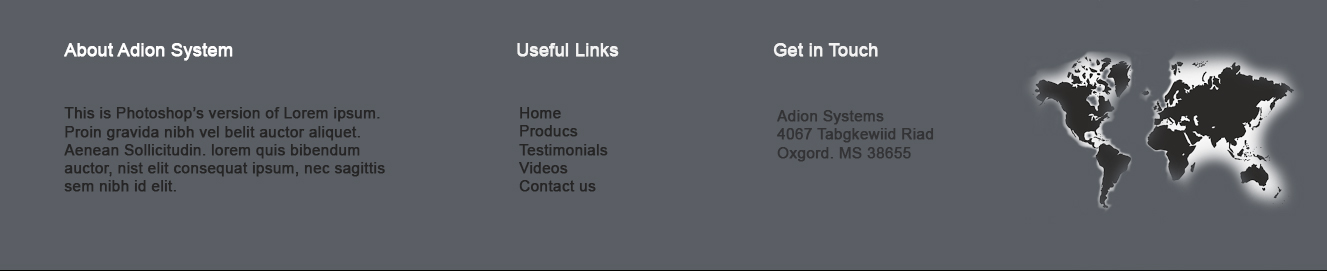 About Adion System
This is Photoshop's version of Lorem ipsum.
Proin gravida nibh vel belit auctor aliquet.
Aenean Sollicitudin. lorem quis bibendum
auctor, nist elit consequat ipsum, nec sagittis
sem nibh id elit.
Useful Links
Home
Producs
Testimonials
Videos
Contact us
Get in Touch
Adion Systems
4067 Tabgkewiid Riad
Oxgord. MS 38655